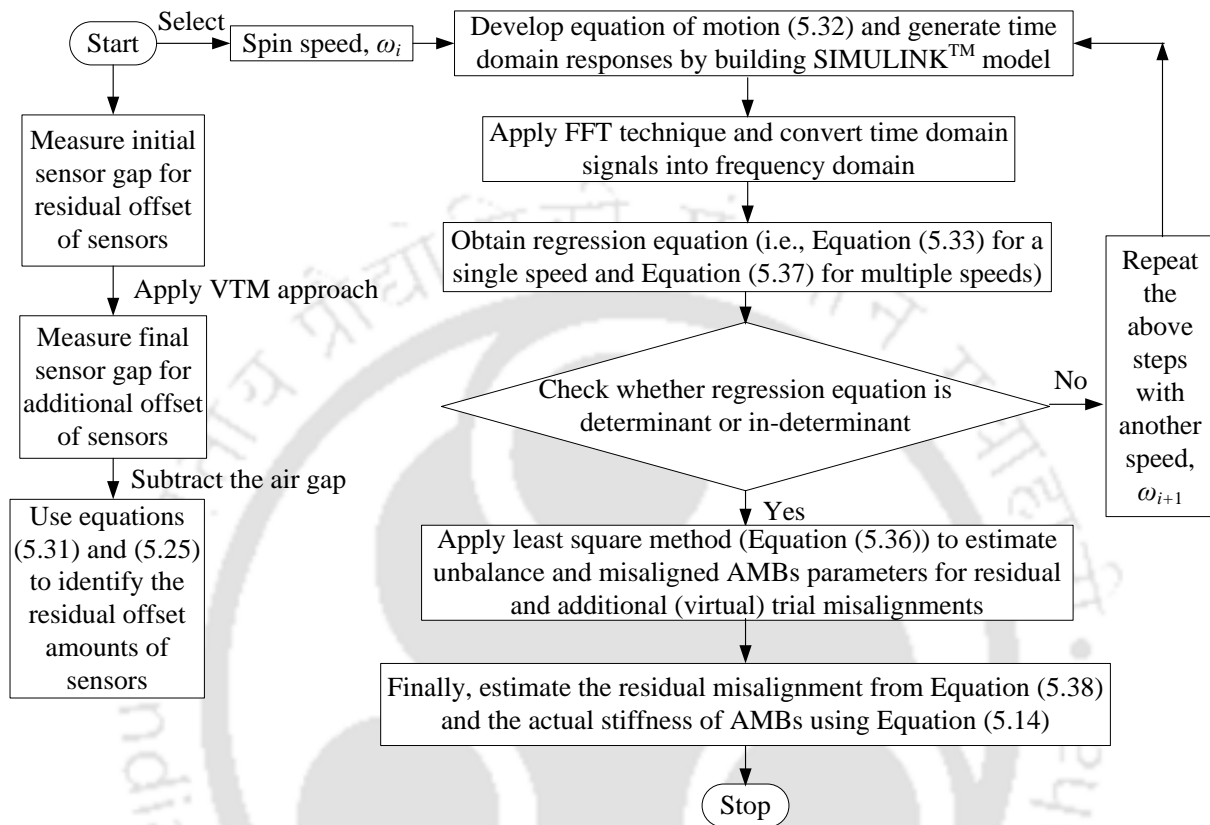 Start
Select
Spin speed, ωi
Develop equation of motion (5.32) and generate time
domain responses by building SIMULINK™ model
Measure initial
sensor gap for
residual offset
of sensors
Apply VTM approach
Measure final
sensor gap for
additional offset
of sensors
Subtract the air gap
Use equations
(5.31) and (5.25)
to identify the
residual offset
amounts of
sensors
Apply FFT technique and convert time domain
signals into frequency domain
Obtain regression equation (i.e., Equation (5.33) for a
single speed and Equation (5.37) for multiple speeds)
Check whether regression equation is
determinant or in-determinant
No
Repeat
the
above
steps
with
another
speed,
ωi+1
Yes
Apply least square method (Equation (5.36)) to estimate
unbalance and misaligned AMBs parameters for residual
and additional (virtual) trial misalignments
Finally, estimate the residual misalignment from Equation (5.38)
and the actual stiffness of AMBs using Equation (5.14)
Stop